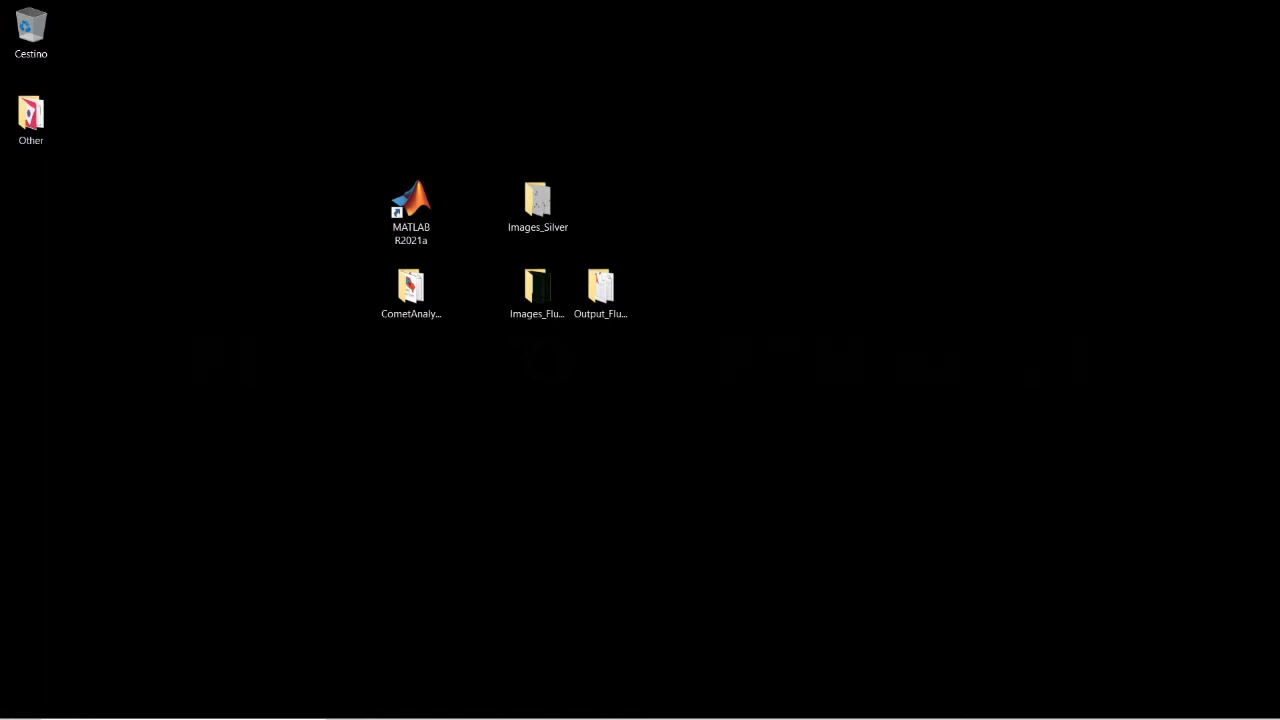 Cestino
Other
MATLAB
R2021a
Images_Silver
CometAnaly...
Images_Flu...
Output_Flu...